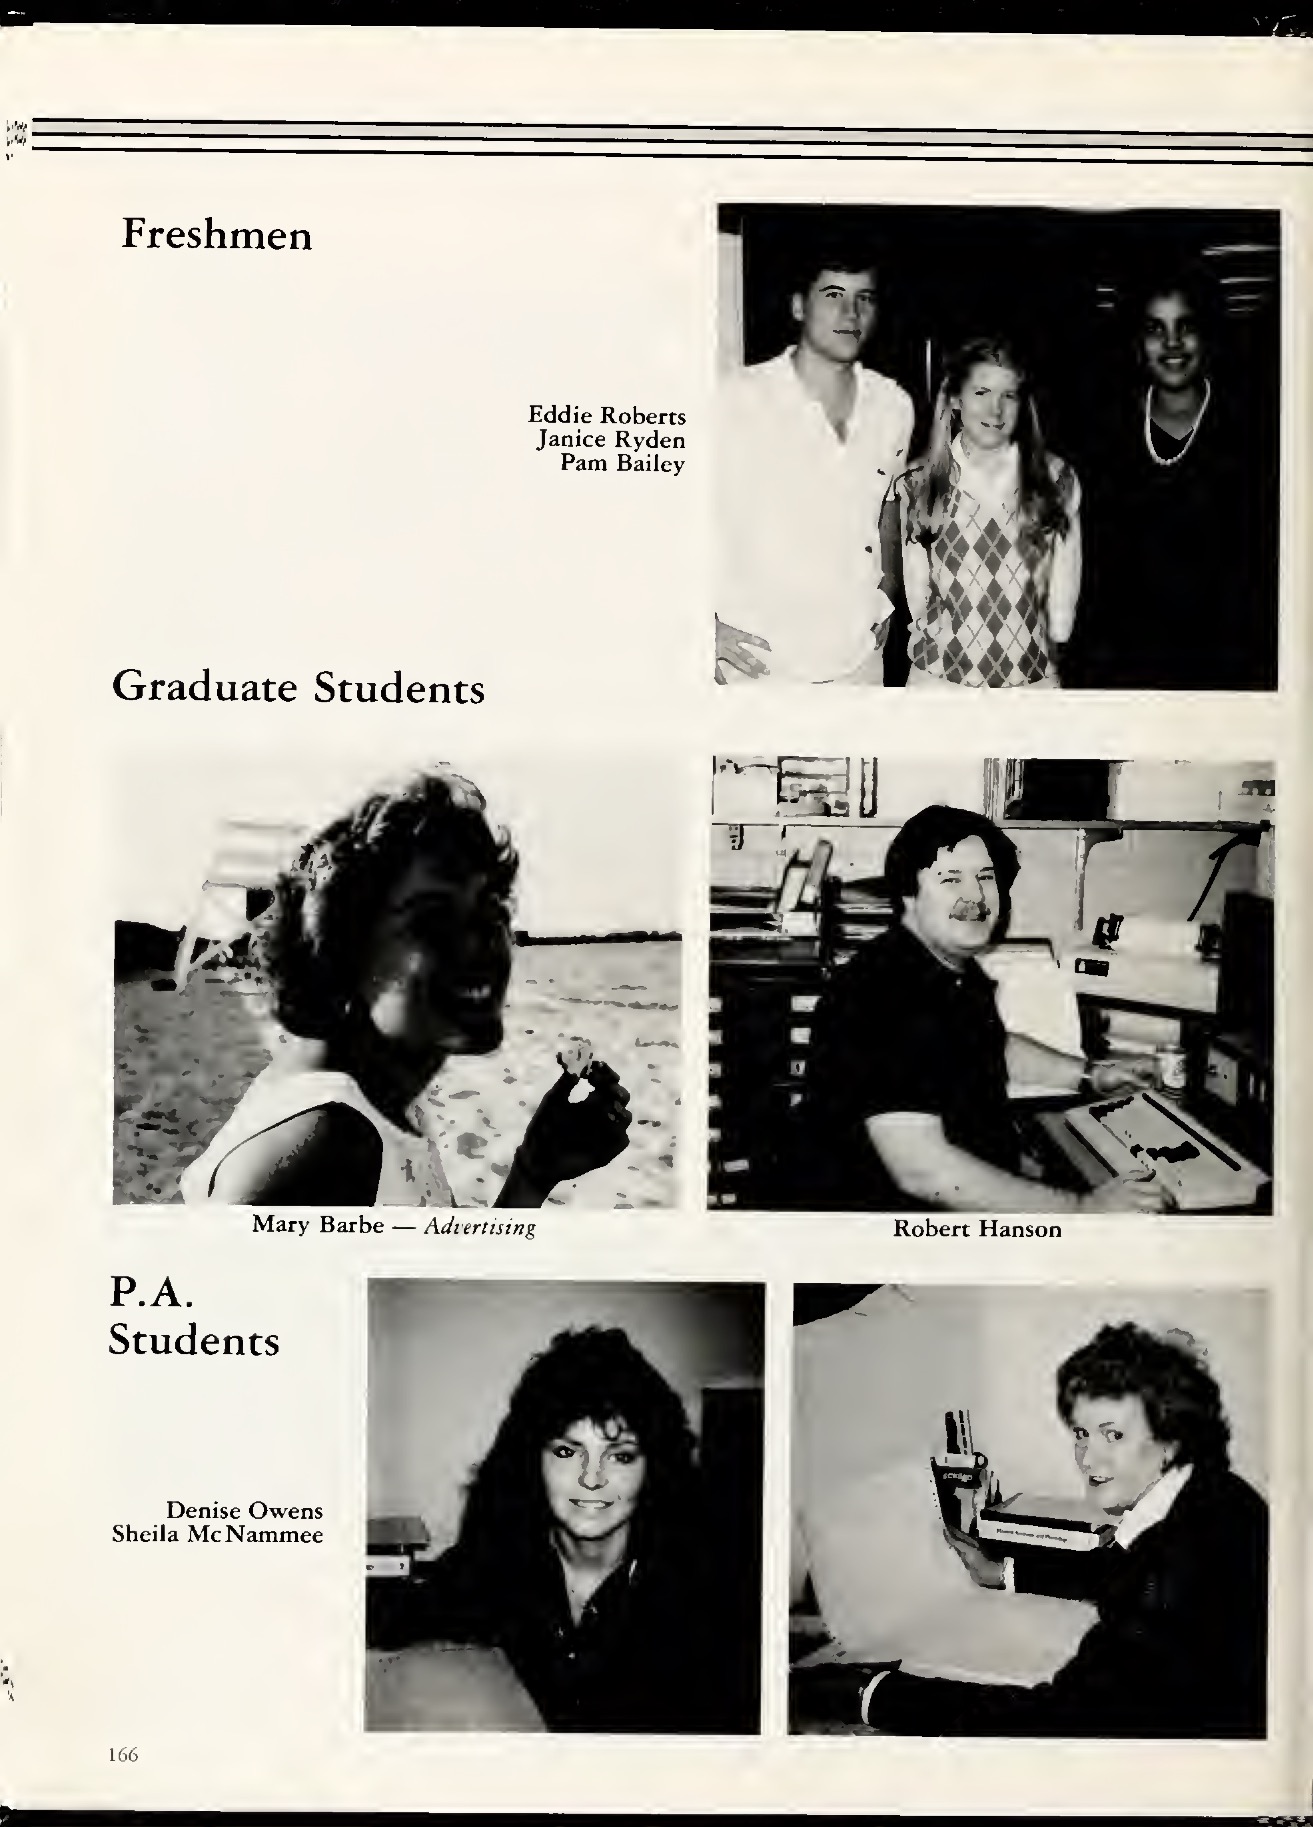 Freshmen
Eddie Roberts
Janice Ryden
Pam Bailey
Graduate Students
Mary Barbe — Advertising
Robert Hanson
P.A.
Students
Denise Owens
Sheila McNammee
166